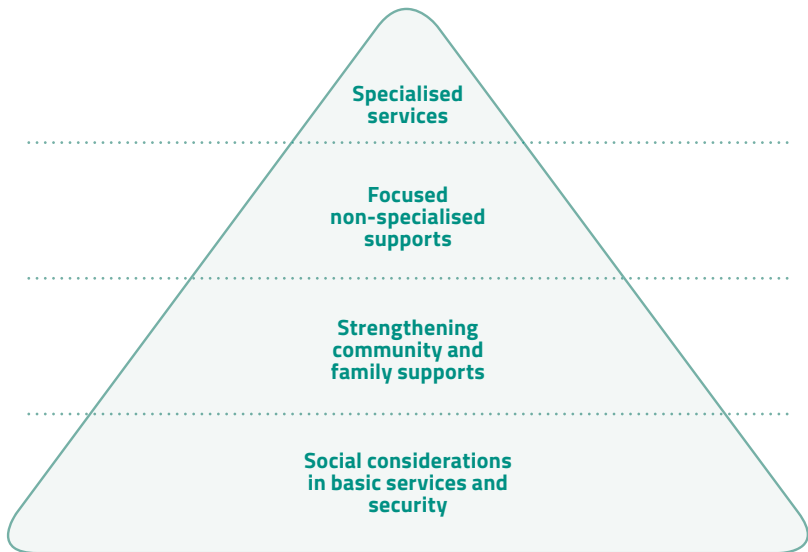 Specialised
services
Focused
non-specialised
supports
Strengthening
community and
family supports
Social considerations
in basic services and
security